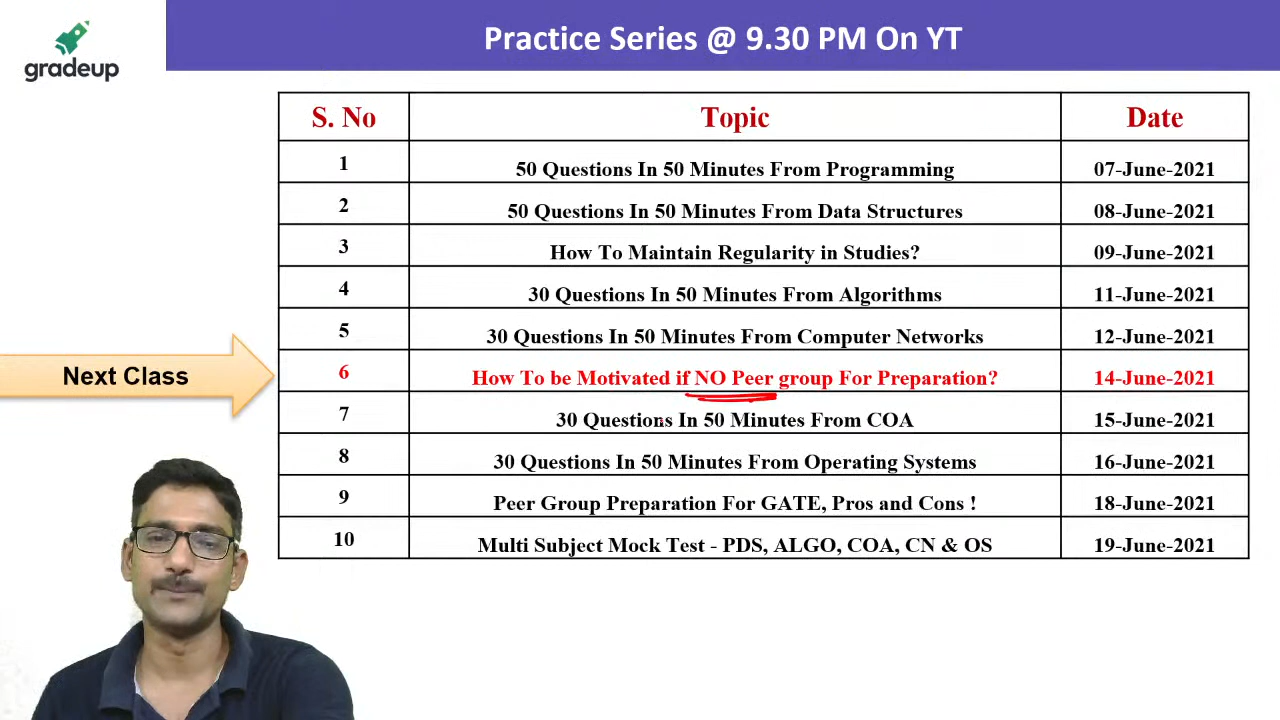 gradeup
Practice Series @ 9.30 PM On YT
S. No Topic Date
1 50 Questions In 50 Minutes From Programming 07-June-2021
2 50 Questions In 50 Minutes From Data Structures 08-June-2021
3 How To Maintain Regularity in Studies? 09-June-2021
4 30 Questions In 50 Minutes From Algorithms 11-June-2021
5 30 Questions In 50 Minutes From Computer Networks 12-June-2021
Next Class 6 How To be Motivated if NO Peer group For Preparation? 14-June-2021
7 30 Questions In 50 Minutes From COA 15-June-2021
8 30 Questions In 50 Minutes From Operating Systems 16-June-2021
9 Peer Group Preparation For GATE, Pros and Cons ! 18-June-2021
10 Multi Subject Mock Test - PDS, ALGO, COA, CN & OS 19-June-2021